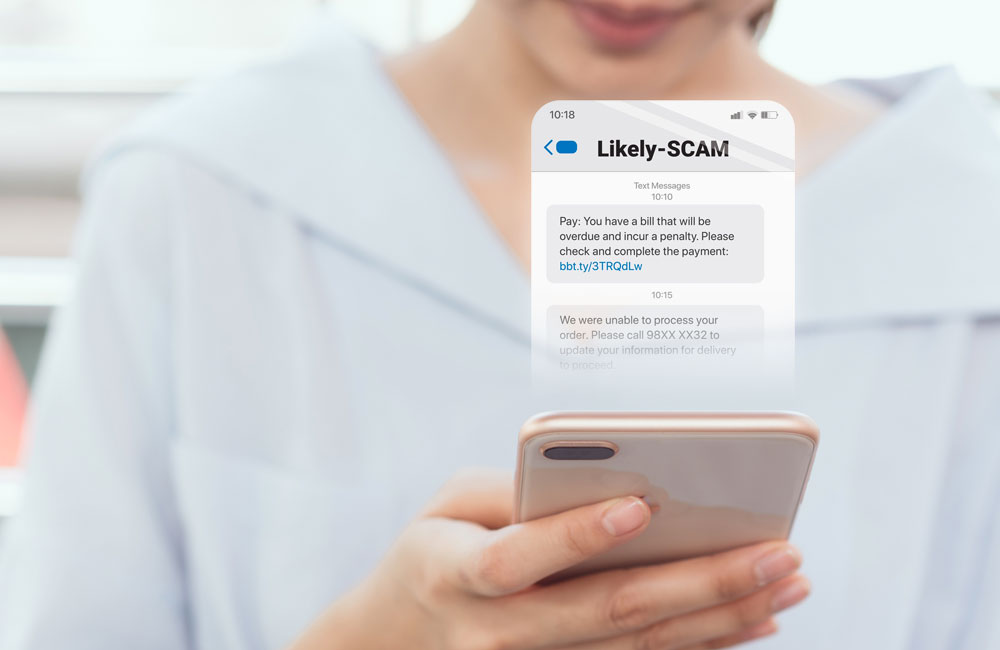 10:18
Likely-SCAM
Text Messages
10:10
Pay: You have a bill that will be
overdue and incur a penalty. Please
check and complete the payment:
bbt.ty/3TRQdLw
10:15
We were unable to process your
order. Please call 98XX XX32 to
update your information for delivery
to proceed.